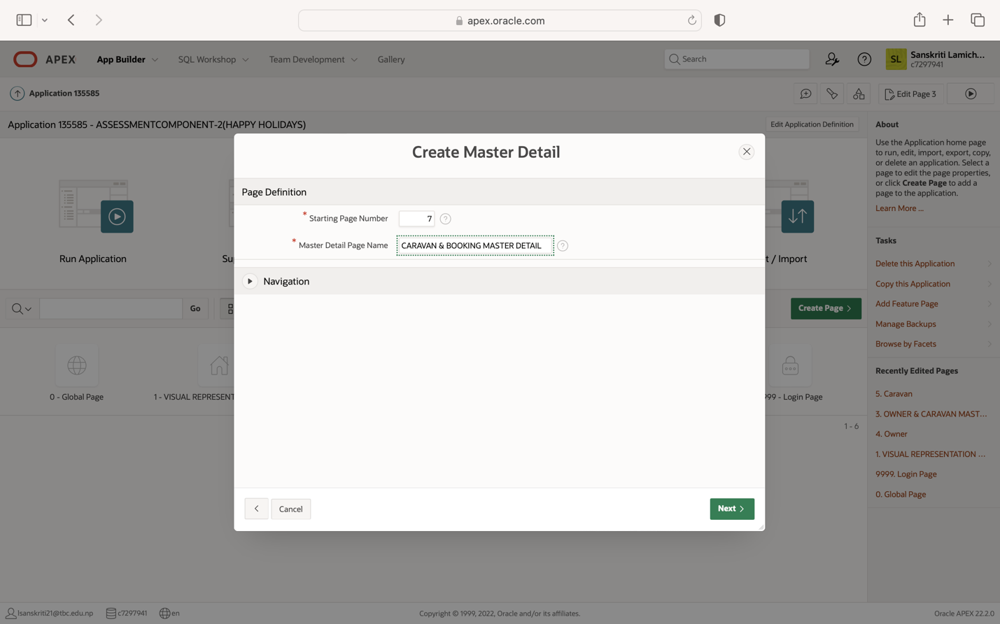 apex.oracle.com
APEX
App Builder
SQL Workshop
Team Development
Gallery
Search
SL
Sanskriti Lamich...
c7297941
Application 135585
Edit Page 3
Application 135585 - ASSESSMENTCOMPONENT-2(HAPPY HOLIDAYS)
Edit Application Definition
Run Application
Su
t / Import
Go
Create Page
0 - Global Page
1 - VISUAL REPRESENT
999 - Login Page
1 - 6
Create Master Detail
Page Definition
* Starting Page Number
7
?
* Master Detail Page Name
CARAVAN & BOOKING MASTER DETAIL
?
Navigation
Cancel
Next
About
Use the Application home page
to run, edit, import, export, copy,
or delete an application. Select a
page to edit the page properties,
or click Create Page to add a
page to the application.
Learn More ...
Tasks
Delete this Application
Copy this Application
Add Feature Page
Manage Backups
Browse by Facets
Recently Edited Pages
5. Caravan
3. OWNER & CARAVAN MAST...
4. Owner
1. VISUAL REPRESENTATION ...
9999. Login Page
0. Global Page
lsanskriti21@tbc.edu.np
c7297941
en
Copyright © 1999, 2022, Oracle and/or its affiliates.
Oracle APEX 22.2.0